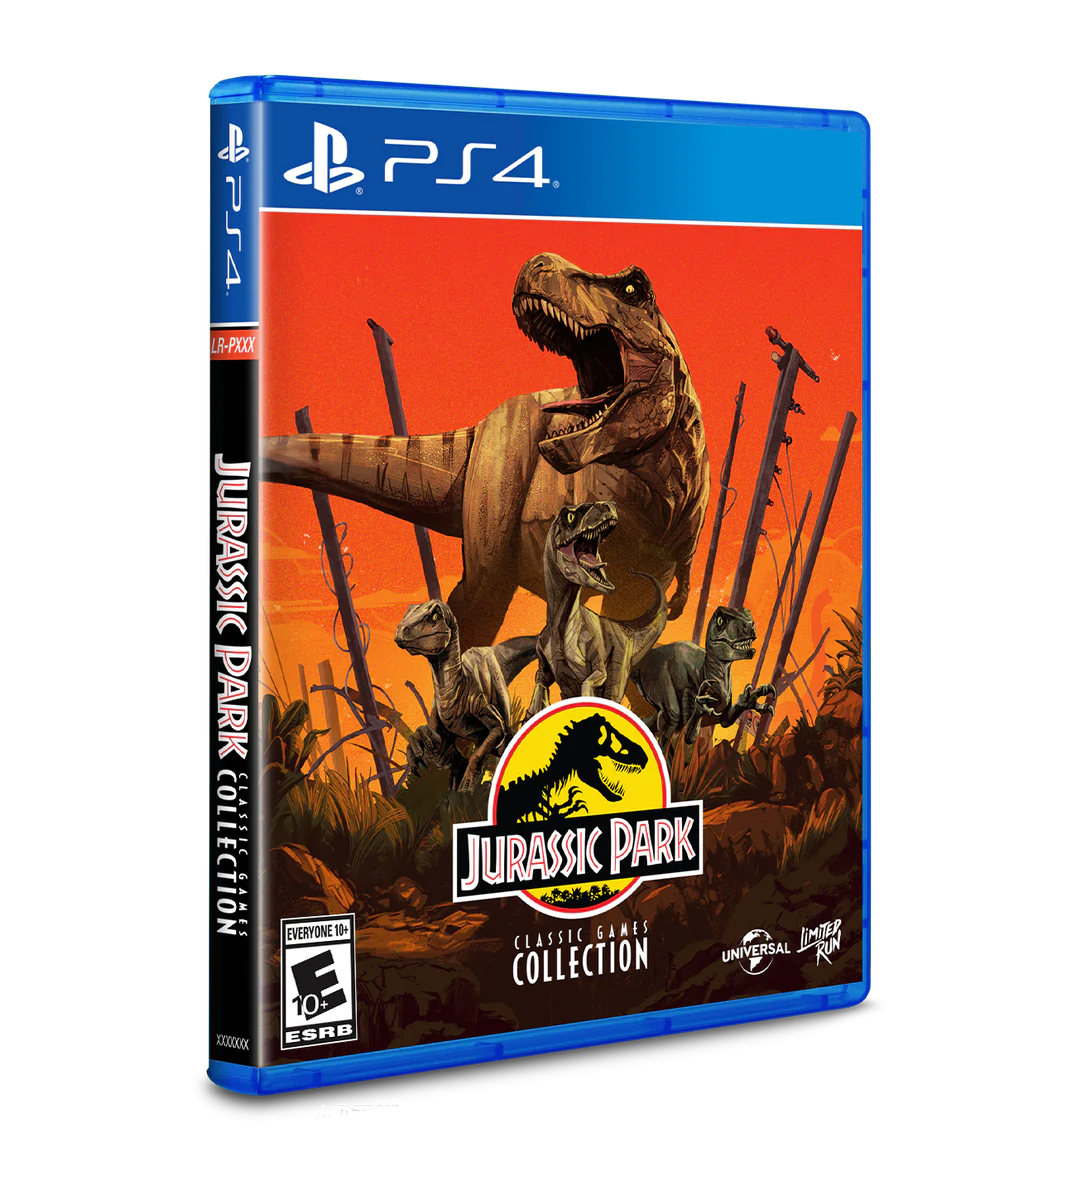 PS4
PS4
LR-PXXX
JURASSIC PARK
CLASSIC GAMES
COLLECTION
XXXXXXX
JURASSIC PARK
CLASSIC GAMES
COLLECTION
EVERYONE 10+
E
10+
ESRB
UNIVERSAL
LIMITED
RUN